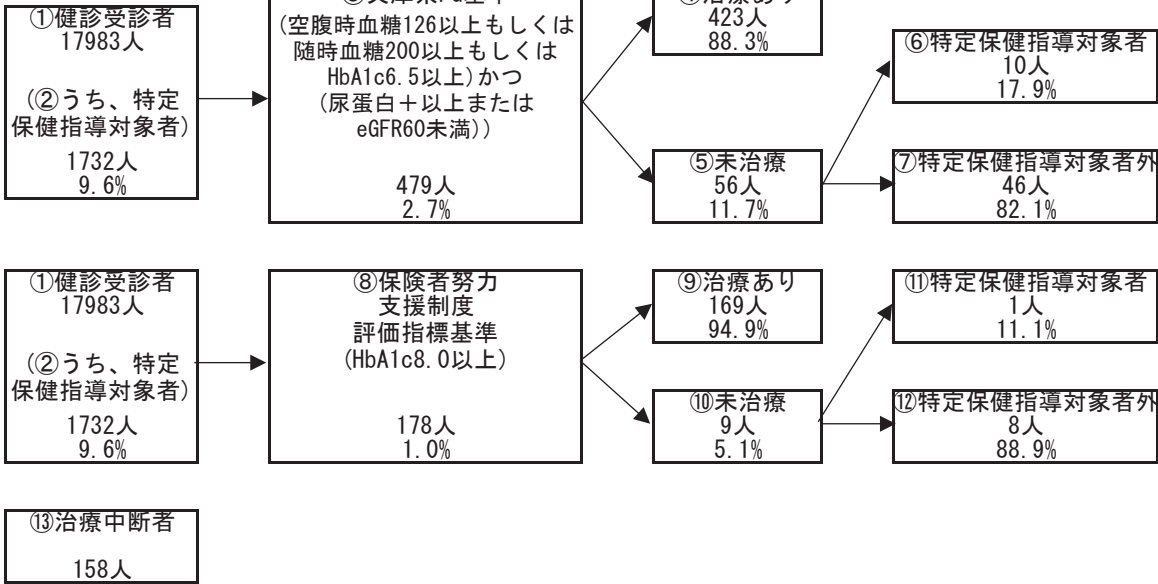 ①健診受診者
17983人
(②うち、特定
保健指導対象者)
1732人
9.6%
(空腹時血糖126以上もしくは
随時血糖200以上もしくは
HbA1c6.5以上)かつ
(尿蛋白＋以上または
eGFR60未満))
479人
2.7%
④治療あり
423人
88.3%
⑤未治療
56人
11.7%
⑥特定保健指導対象者
10人
17.9%
⑦特定保健指導対象者外
46人
82.1%
①健診受診者
17983人
(②うち、特定
保健指導対象者)
1732人
9.6%
⑧保険者努力
支援制度
評価指標基準
(HbA1c8.0以上)
178人
1.0%
⑨治療あり
169人
94.9%
⑩未治療
9人
5.1%
⑪特定保健指導対象者
1人
11.1%
⑫特定保健指導対象者外
8人
88.9%
⑬治療中断者
158人